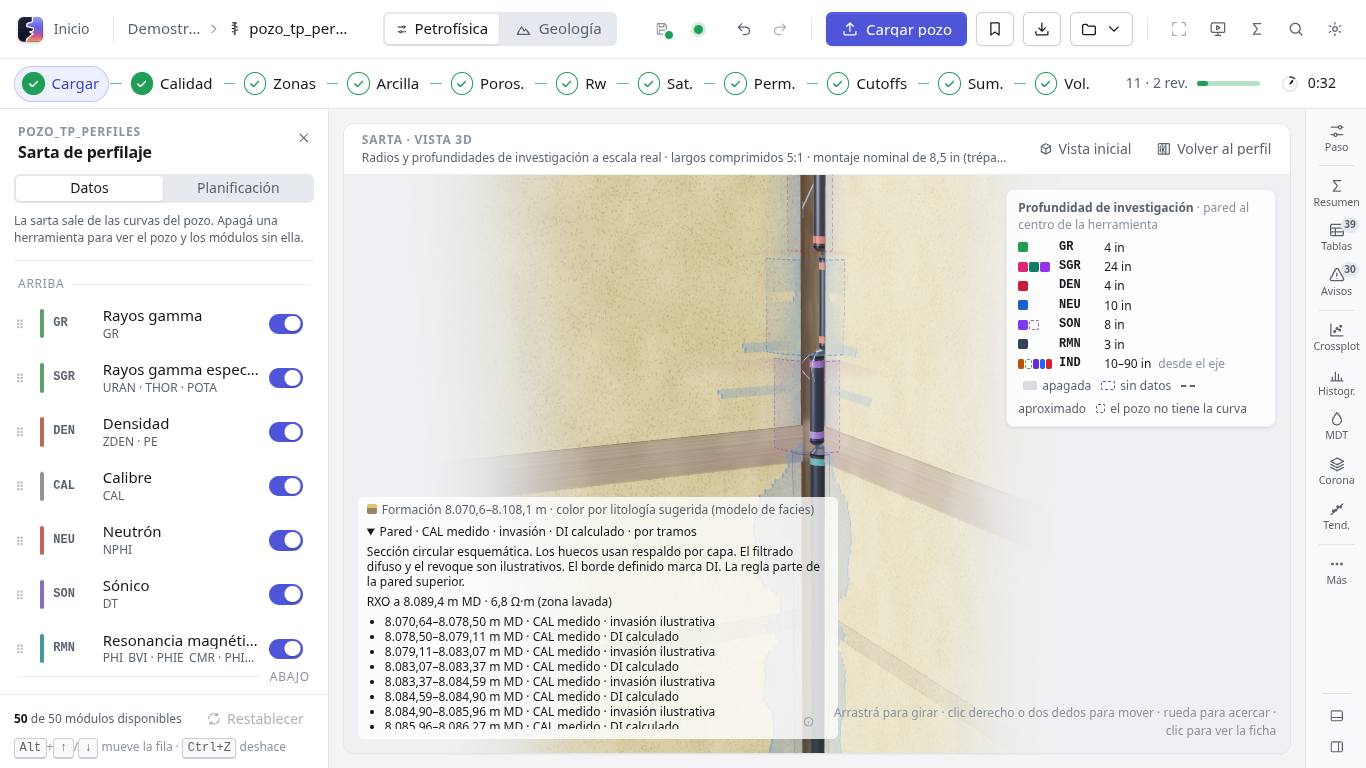 Inicio
Demostr...
pozo_tp_per...
Petrofísica
Geología
Cargar pozo
Cargar
Calidad
Zonas
Arcilla
Poros.
Rw
Sat.
Perm.
Cutoffs
Sum.
Vol.
11 · 2 rev.
0:32
POZO_TP_PERFILES
Sarta de perfilaje
Datos
Planificación
La sarta sale de las curvas del pozo. Apagá una
herramienta para ver el pozo y los módulos sin ella.
ARRIBA
GR
Rayos gamma
GR
SGR
Rayos gamma espec...
URAN · THOR · POTA
DEN
Densidad
ZDEN · PE
CAL
Calibre
CAL
NEU
Neutrón
NPHI
SON
Sónico
DT
RMN
Resonancia magnéti...
PHI_BVI · PHIE_CMR · PHI...
ABAJO
50 de 50 módulos disponibles
Restablecer
Alt + ↑ / ↓ mueve la fila · Ctrl+Z deshace
SARTA · VISTA 3D
Radios y profundidades de investigación a escala real · largos comprimidos 5:1 · montaje nominal de 8,5 in (trépa...
Vista inicial
Volver al perfil
Profundidad de investigación · pared al
centro de la herramienta
GR 4 in
SGR 24 in
DEN 4 in
NEU 10 in
SON 8 in
RMN 3 in
IND 10–90 in desde el eje
apagada sin datos
aproximado el pozo no tiene la curva
Formación 8.070,6–8.108,1 m · color por litología sugerida (modelo de facies)
▼ Pared · CAL medido · invasión · DI calculado · por tramos
Sección circular esquemática. Los huecos usan respaldo por capa. El filtrado
difuso y el revoque son ilustrativos. El borde definido marca DI. La regla parte de
la pared superior.
RXO a 8.089,4 m MD · 6,8 Ω·m (zona lavada)
• 8.070,64–8.078,50 m MD · CAL medido · invasión ilustrativa
• 8.078,50–8.079,11 m MD · CAL medido · DI calculado
• 8.079,11–8.083,07 m MD · CAL medido · invasión ilustrativa
• 8.083,07–8.083,37 m MD · CAL medido · DI calculado
• 8.083,37–8.084,59 m MD · CAL medido · invasión ilustrativa
• 8.084,59–8.084,90 m MD · CAL medido · DI calculado
• 8.084,90–8.085,96 m MD · CAL medido · invasión ilustrativa
• 8.085,96–8.086,27 m MD · CAL medido · DI calculado
Arrastrá para girar · clic derecho o dos dedos para mover · rueda para acercar ·
clic para ver la ficha
Paso
Σ
Resumen
39
Tablas
30
Avisos
Crossplot
Histogr.
MDT
Corona
Tend.
Más